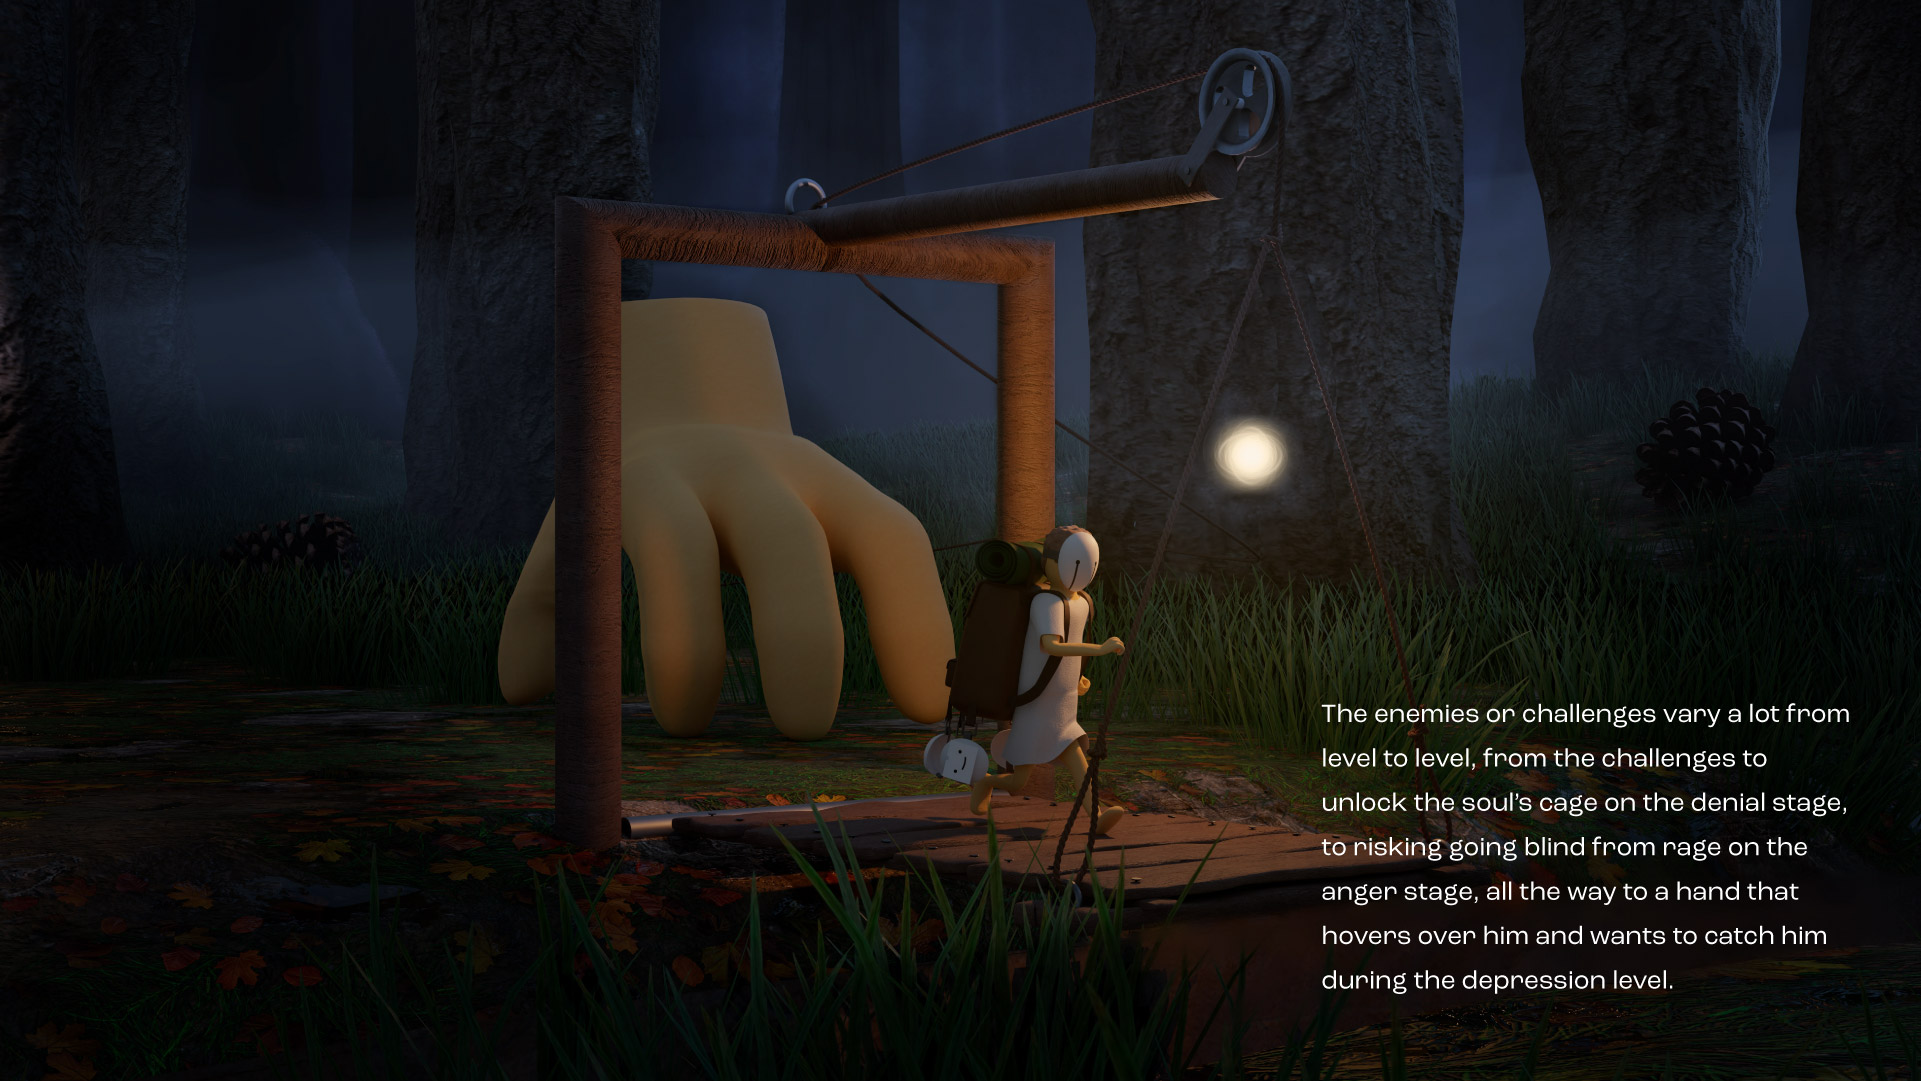 The enemies or challenges vary a lot from
level to level, from the challenges to
unlock the soul’s cage on the denial stage,
to risking going blind from rage on the
anger stage, all the way to a hand that
hovers over him and wants to catch him
during the depression level.